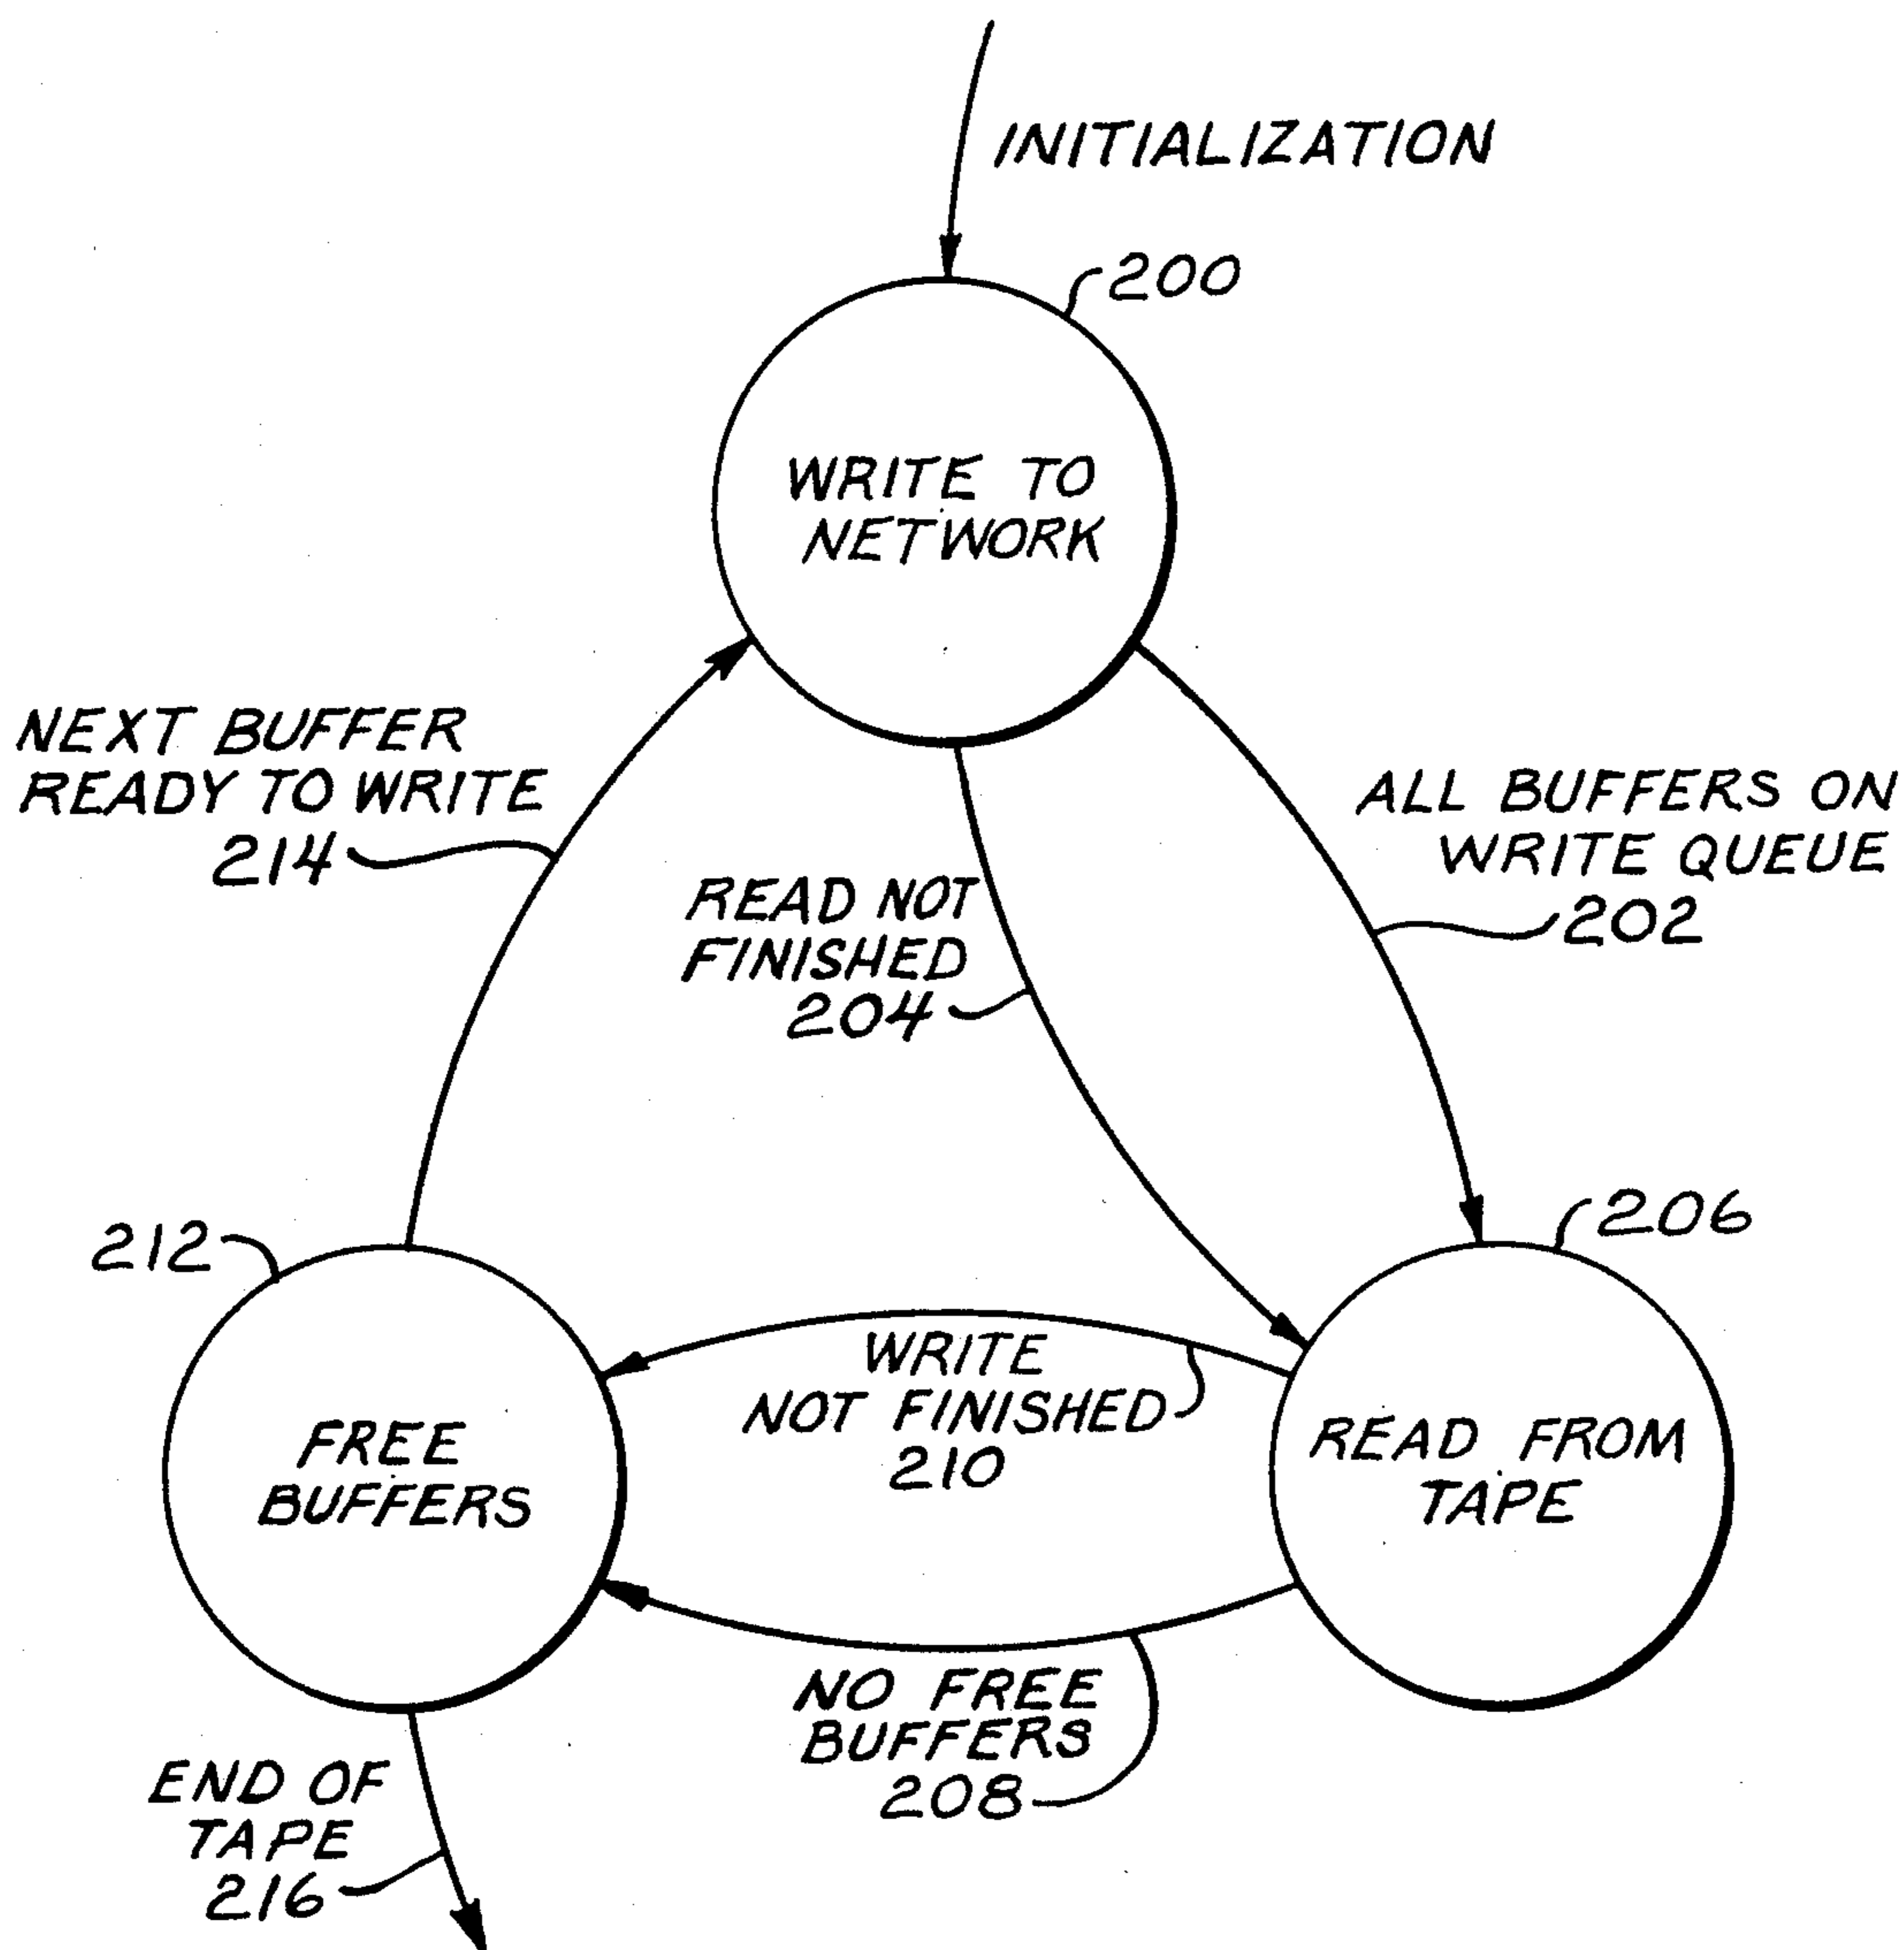 INITIALIZATION
200
WRITE TO
NETWORK
NEXT BUFFER
READY TO WRITE
214
ALL BUFFERS ON
WRITE QUEUE
202
READ NOT
FINISHED
204
212
206
WRITE
NOT FINISHED
210
FREE
BUFFERS
READ FROM
TAPE
NO FREE
BUFFERS
208
END OF
TAPE
216